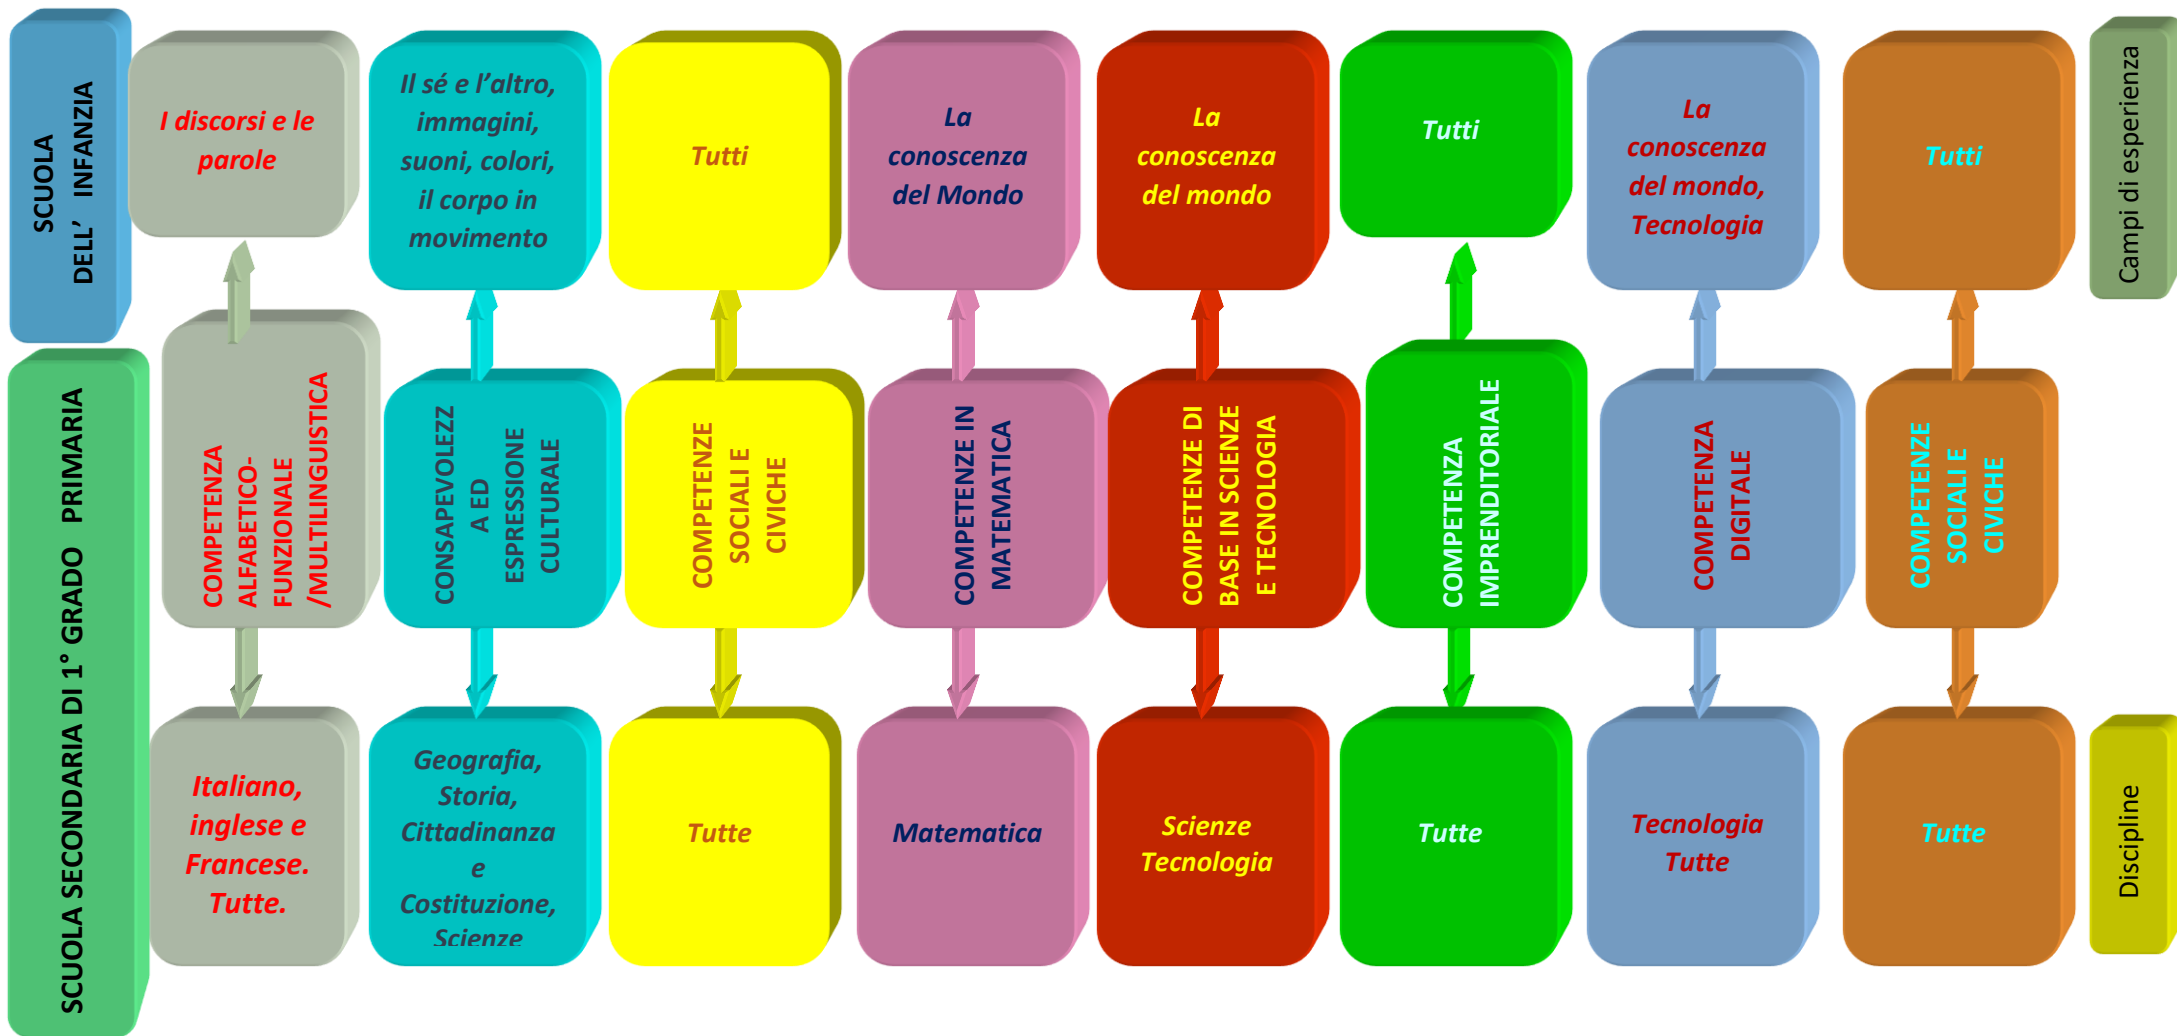 SCUOLA
DELL’ INFANZIA
I discorsi e le
parole
Il sé e l’altro,
immagini,
suoni, colori,
il corpo in
movimento
Tutti
La
conoscenza
del Mondo
La
conoscenza
del mondo
Tutti
La
conoscenza
del mondo,
Tecnologia
Tutti
Campi di esperienza
SCUOLA SECONDARIA DI 1° GRADO PRIMARIA
COMPETENZA
ALFABETICO-
FUNZIONALE
/MULTILINGUISTICA
CONSAPEVOLEZZ
A ED
ESPRESSIONE
CULTURALE
COMPETENZE
SOCIALI E
CIVICHE
COMPETENZE IN
MATEMATICA
COMPETENZE DI
BASE IN SCIENZE
E TECNOLOGIA
COMPETENZA
IMPRENDITORIALE
COMPETENZA
DIGITALE
COMPETENZE
SOCIALI E
CIVICHE
Italiano,
inglese e
Francese.
Tutte.
Geografia,
Storia,
Cittadinanza
e
Costituzione,
Scienze
Tutte
Matematica
Scienze
Tecnologia
Tutte
Tecnologia
Tutte
Tutte
Discipline